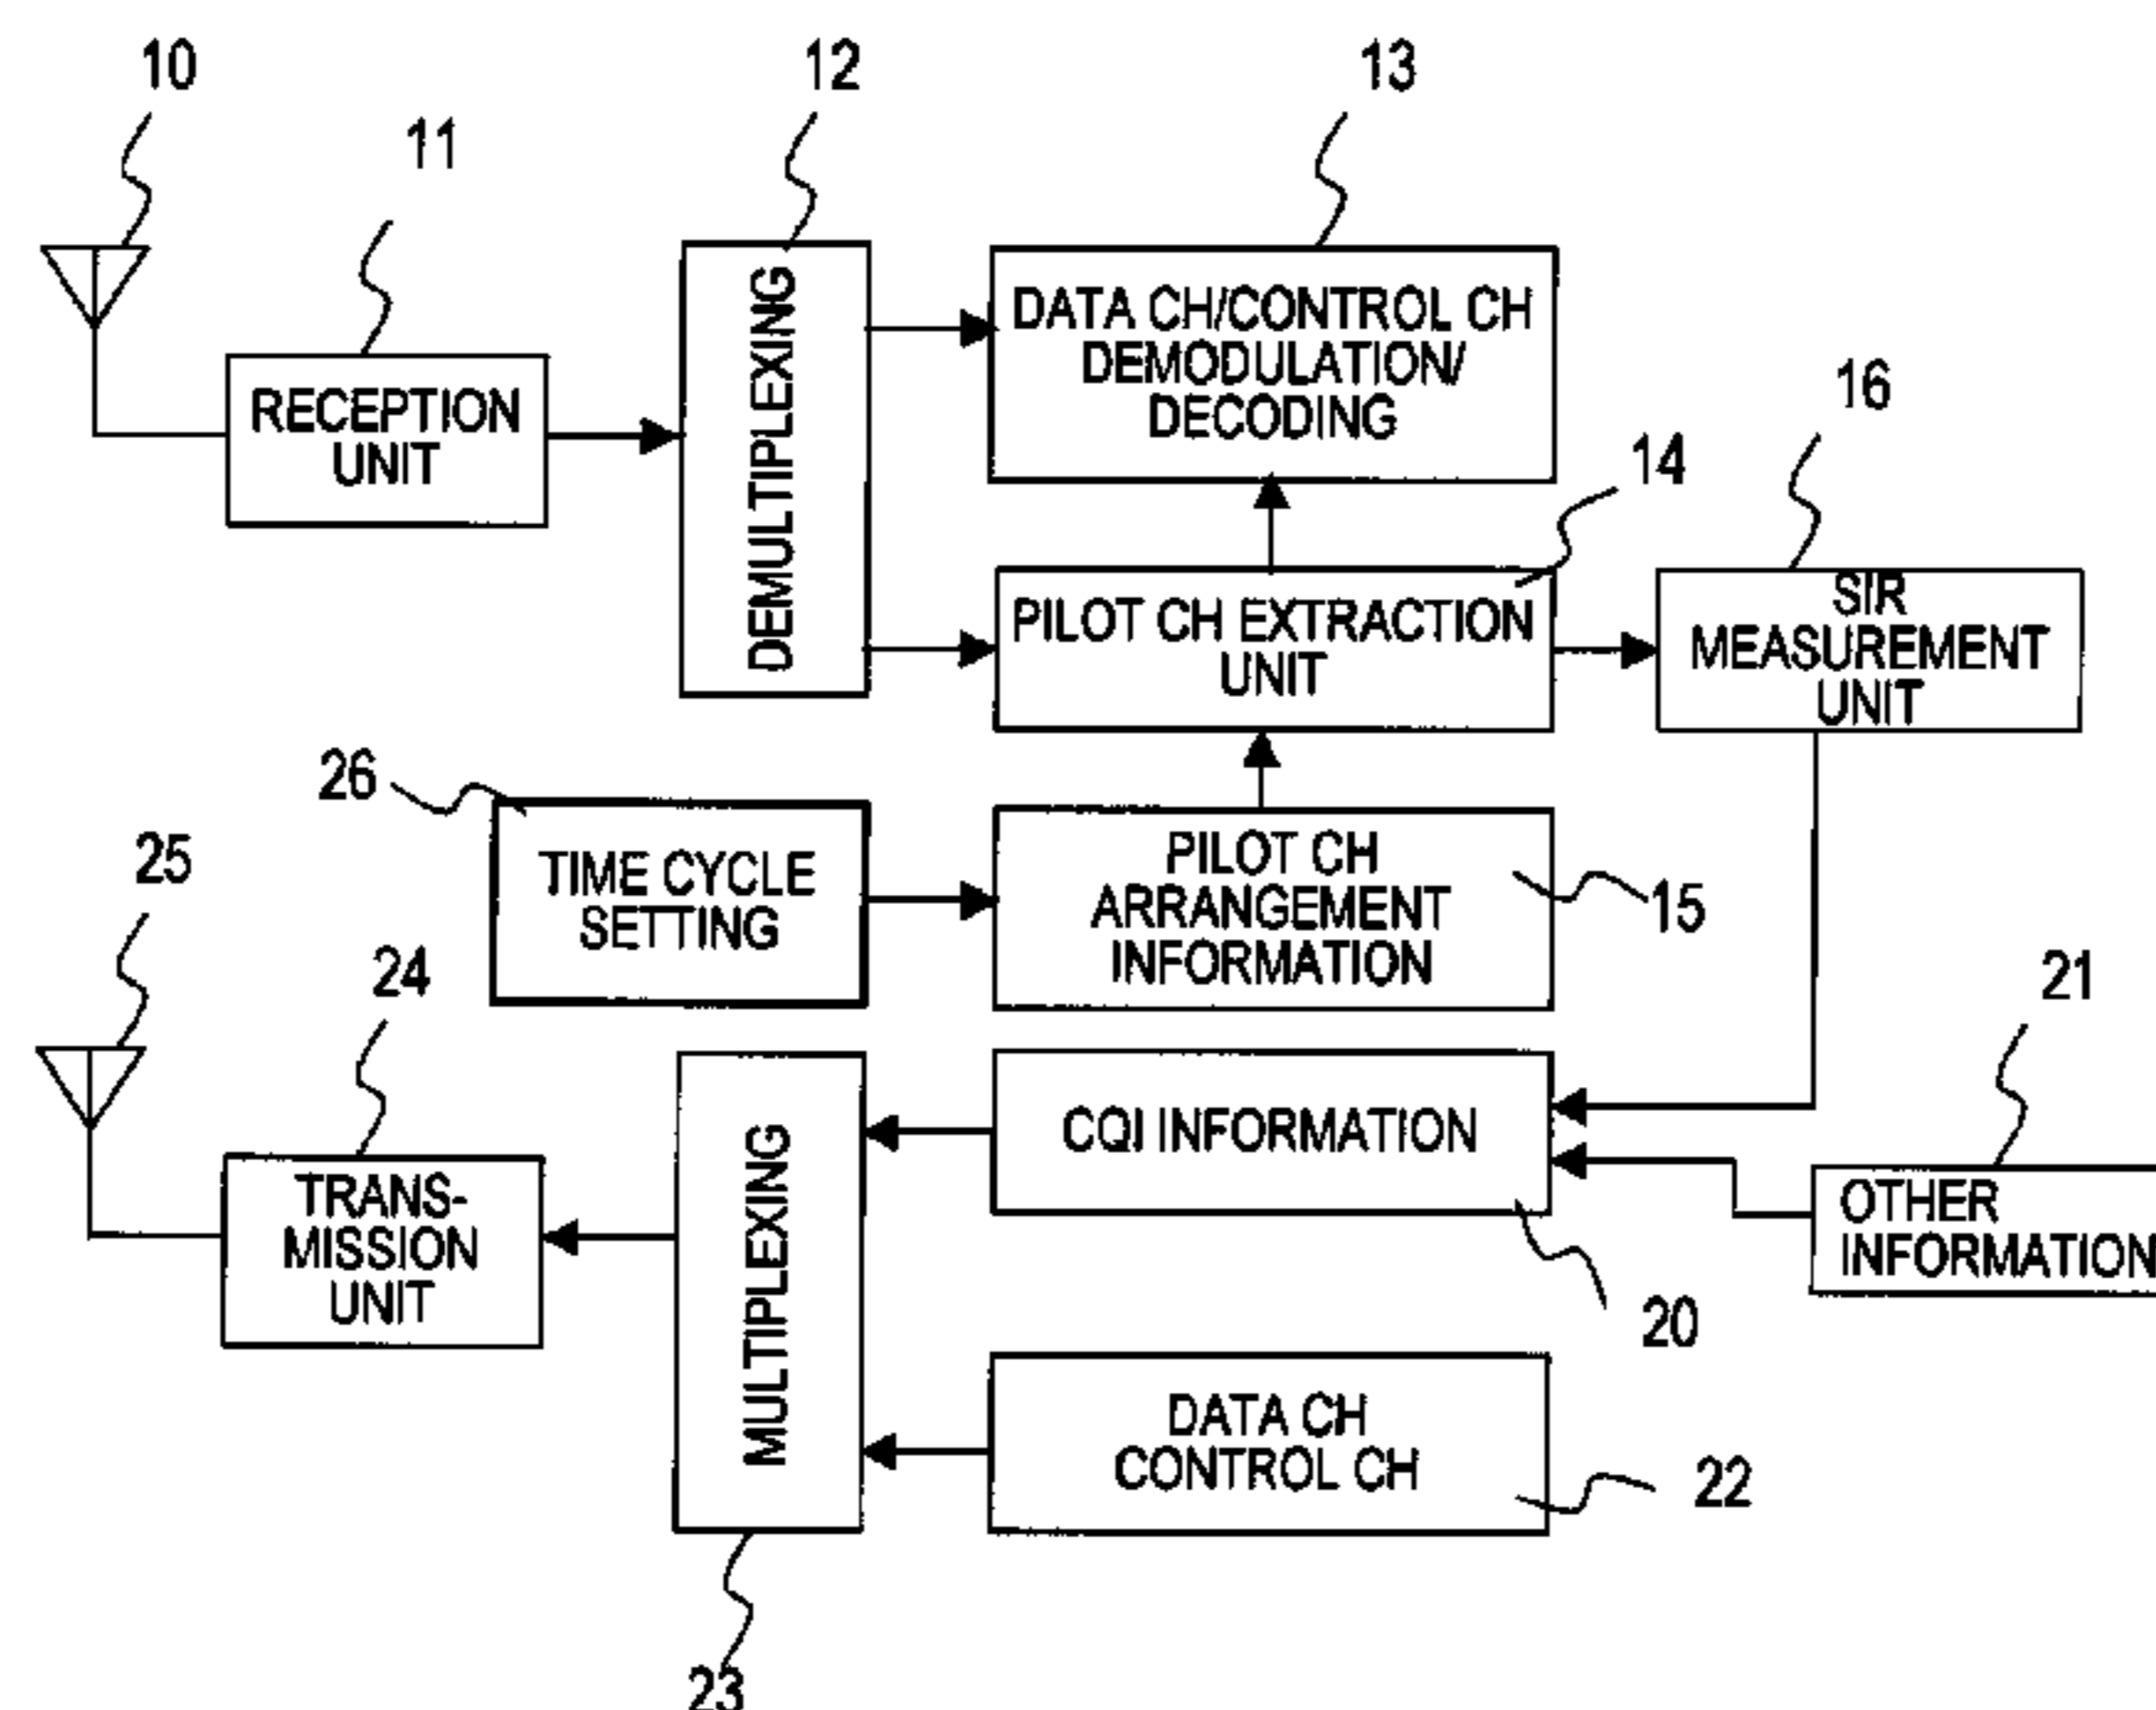 10
12
13
11
DATA CH/CONTROL CH
DEMODULATION/
DECODING
16
RECEPTION
UNIT
DEMULTIPLEXING
14
SIR
MEASUREMENT
UNIT
PILOT CH EXTRACTION
UNIT
26
25
TIME CYCLE
SETTING
PILOT CH
ARRANGEMENT
INFORMATION
15
24
21
CQI INFORMATION
TRANS-
MISSION
UNIT
MULTIPLEXING
OTHER
INFORMATION
20
DATA CH
CONTROL CH
22
23